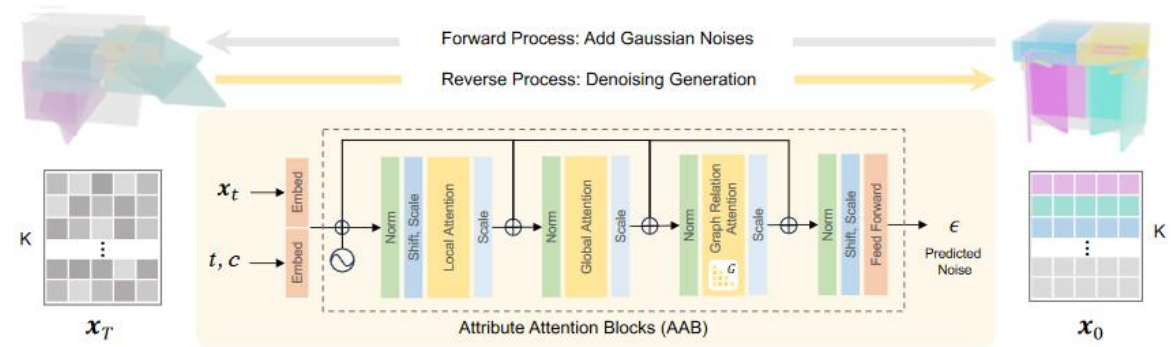 Forward Process: Add Gaussian Noises
Reverse Process: Denoising Generation
x_t
t, c
Embed
Embed
Norm
Shift, Scale
Local Attention
Scale
Norm
Global Attention
Scale
Norm
Graph Relation
Attention
G
Scale
Norm
Shift, Scale
Feed Forward
ϵ
Predicted
Noise
Attribute Attention Blocks (AAB)
K
⋮
x_T
K
⋮
x_0